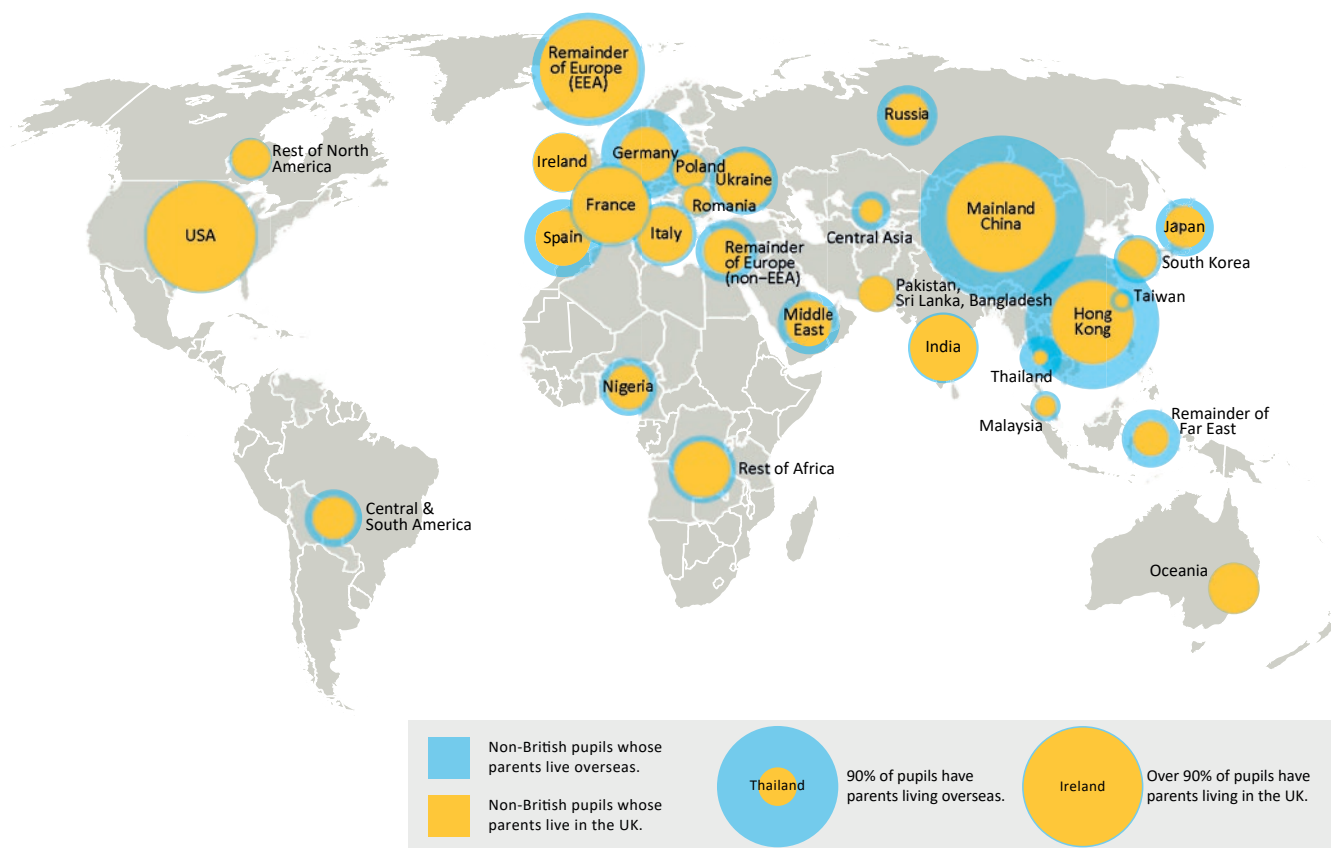 Remainder
of Europe
(EEA)
Russia
Rest of North
America
Ireland
Germany
Poland
Ukraine
Romania
France
USA
Spain
Italy
Remainder
of Europe
(non–EEA)
Central Asia
Mainland
China
Japan
South Korea
Pakistan,
Sri Lanka, Bangladesh
Taiwan
Middle
East
Hong
Kong
India
Thailand
Nigeria
Malaysia
Remainder of
Far East
Rest of Africa
Central &
South America
Oceania
Non-British pupils whose
parents live overseas.
Non-British pupils whose
parents live in the UK.
Thailand
90% of pupils have
parents living overseas.
Ireland
Over 90% of pupils have
parents living in the UK.